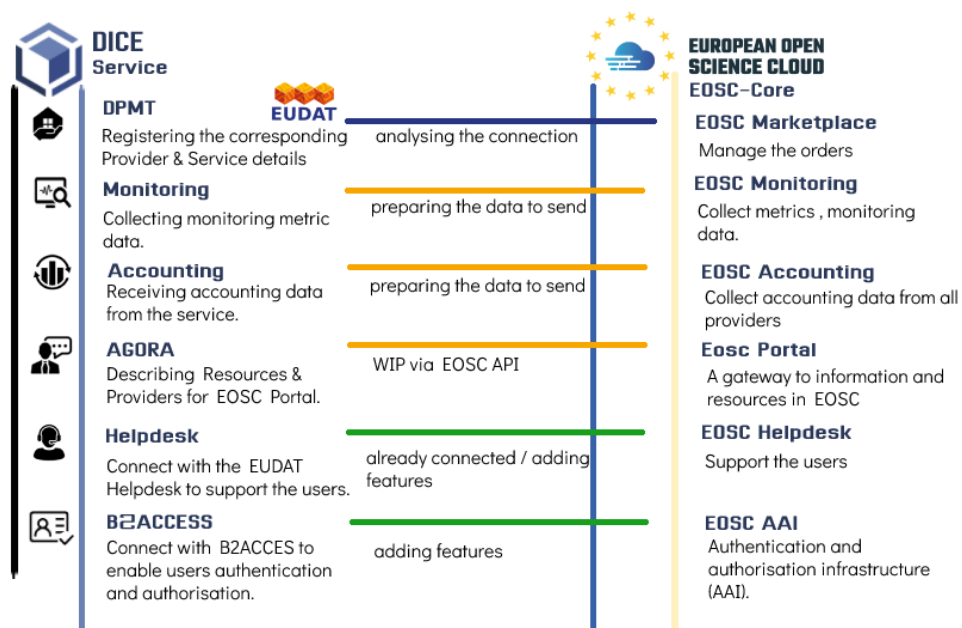 DICE
Service
EUROPEAN OPEN
SCIENCE CLOUD
EOSC-Core
DPMT
EUDAT
Registering the corresponding
Provider & Service details
analysing the connection
EOSC Marketplace
Manage the orders
Monitoring
Collecting monitoring metric
data.
preparing the data to send
EOSC Monitoring
Collect metrics , monitoring
data.
Accounting
Receiving accounting data
from the service.
preparing the data to send
EOSC Accounting
Collect accounting data from all
providers
AGORA
Describing Resources &
Providers for EOSC Portal.
WIP via EOSC API
Eosc Portal
A gateway to information and
resources in EOSC
Helpdesk
Connect with the EUDAT
Helpdesk to support the users.
already connected / adding
features
EOSC Helpdesk
Support the users
B2ACCESS
Connect with B2ACCES to
enable users authentication
and authorisation.
adding features
EOSC AAI
Authentication and
authorisation infrastructure
(AAI).